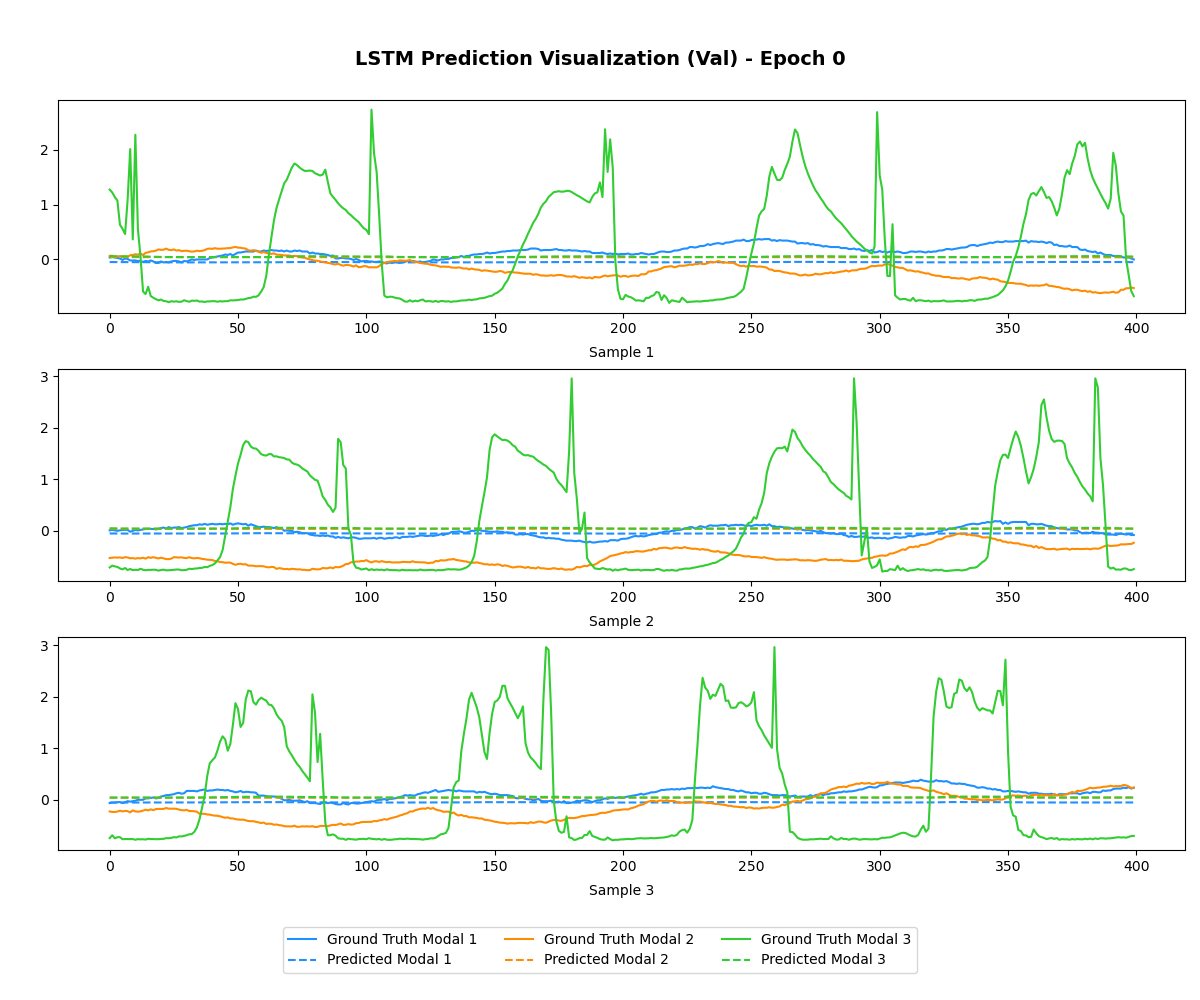 LSTM Prediction Visualization (Val) - Epoch 0
2
1
0
0 50 100 150 200 250 300 350 400
Sample 1
3
2
1
0
0 50 100 150 200 250 300 350 400
Sample 2
3
2
1
0
0 50 100 150 200 250 300 350 400
Sample 3
Ground Truth Modal 1 Ground Truth Modal 2 Ground Truth Modal 3
Predicted Modal 1 Predicted Modal 2 Predicted Modal 3